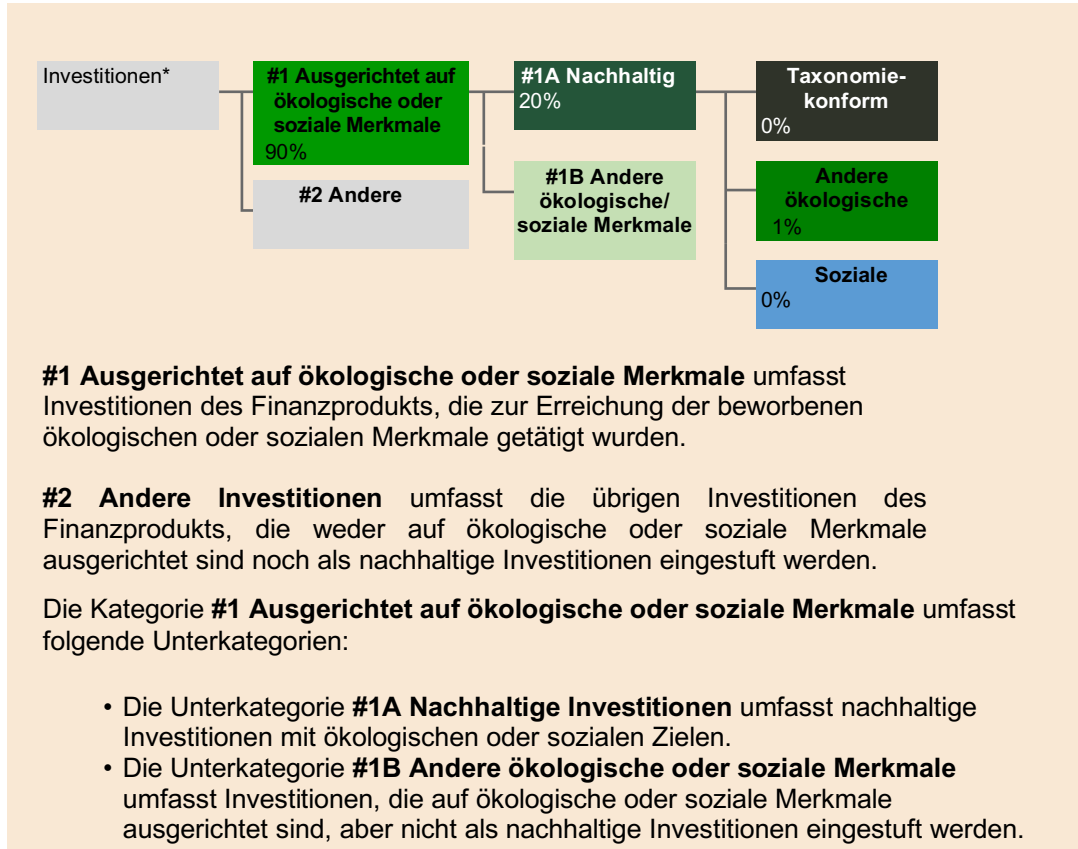 Investitionen*
#1 Ausgerichtet auf
ökologische oder
soziale Merkmale
90%
#2 Andere
#1A Nachhaltig
20%
#1B Andere
ökologische/
soziale Merkmale
Taxonomie-
konform
0%
Andere
ökologische
1%
Soziale
0%
#1 Ausgerichtet auf ökologische oder soziale Merkmale umfasst
Investitionen des Finanzprodukts, die zur Erreichung der beworbenen
ökologischen oder sozialen Merkmale getätigt wurden.
#2 Andere Investitionen umfasst die übrigen Investitionen des
Finanzprodukts, die weder auf ökologische oder soziale Merkmale
ausgerichtet sind noch als nachhaltige Investitionen eingestuft werden.
Die Kategorie #1 Ausgerichtet auf ökologische oder soziale Merkmale umfasst
folgende Unterkategorien:
• Die Unterkategorie #1A Nachhaltige Investitionen umfasst nachhaltige
Investitionen mit ökologischen oder sozialen Zielen.
• Die Unterkategorie #1B Andere ökologische oder soziale Merkmale
umfasst Investitionen, die auf ökologische oder soziale Merkmale
ausgerichtet sind, aber nicht als nachhaltige Investitionen eingestuft werden.